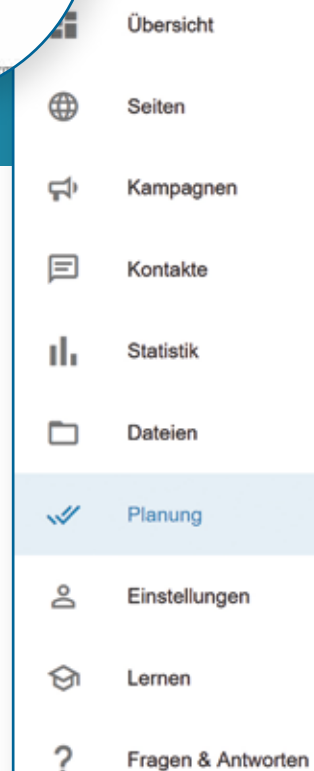 Übersicht
Seiten
Kampagnen
Kontakte
Statistik
Dateien
Planung
Einstellungen
Lernen
Fragen & Antworten